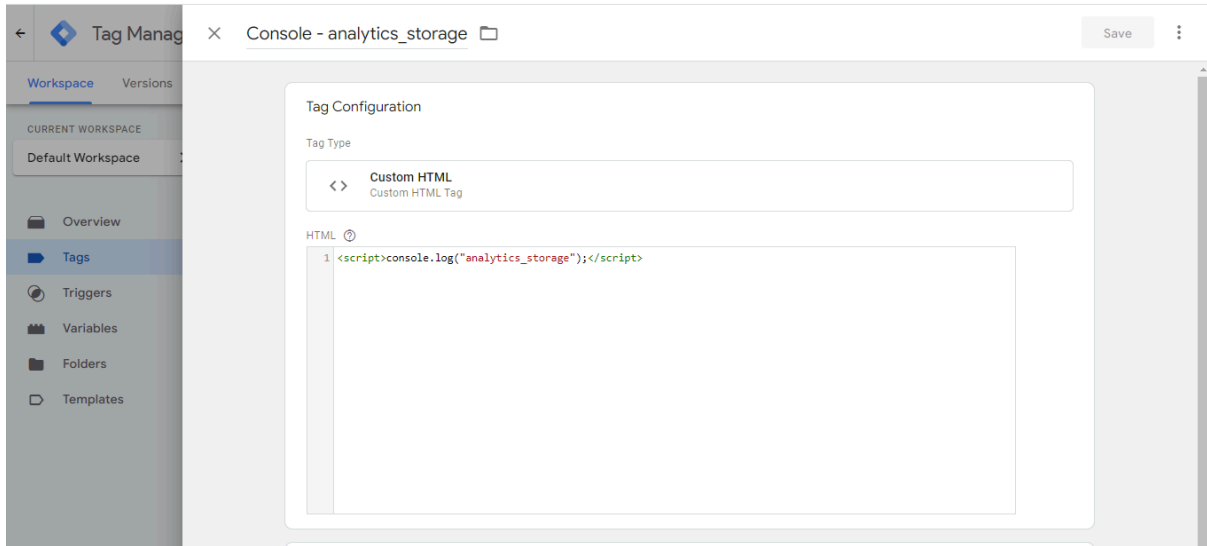 Tag Manag
Console - analytics_storage
Save
Workspace Versions
CURRENT WORKSPACE
Default Workspace
Overview
Tags
Triggers
Variables
Folders
Templates
Tag Configuration
Tag Type
Custom HTML
Custom HTML Tag
HTML
1 <script>console.log("analytics_storage");</script>